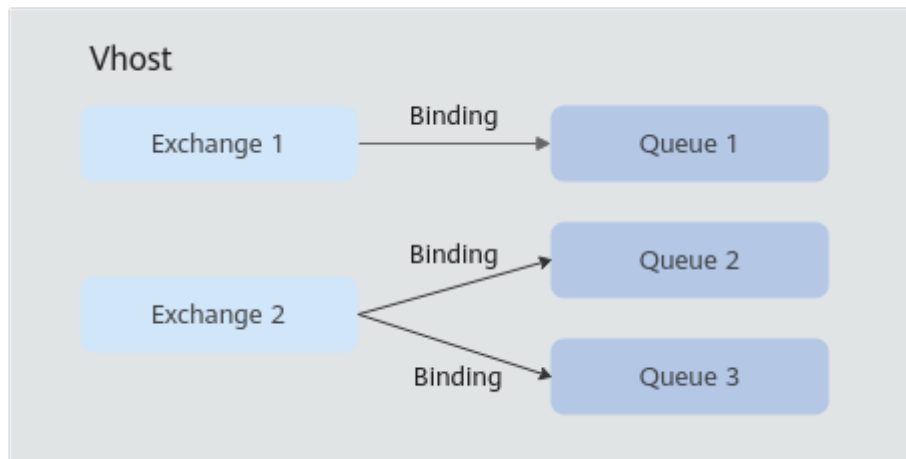 Vhost
Binding
Exchange 1
Queue 1
Binding
Queue 2
Exchange 2
Binding
Queue 3